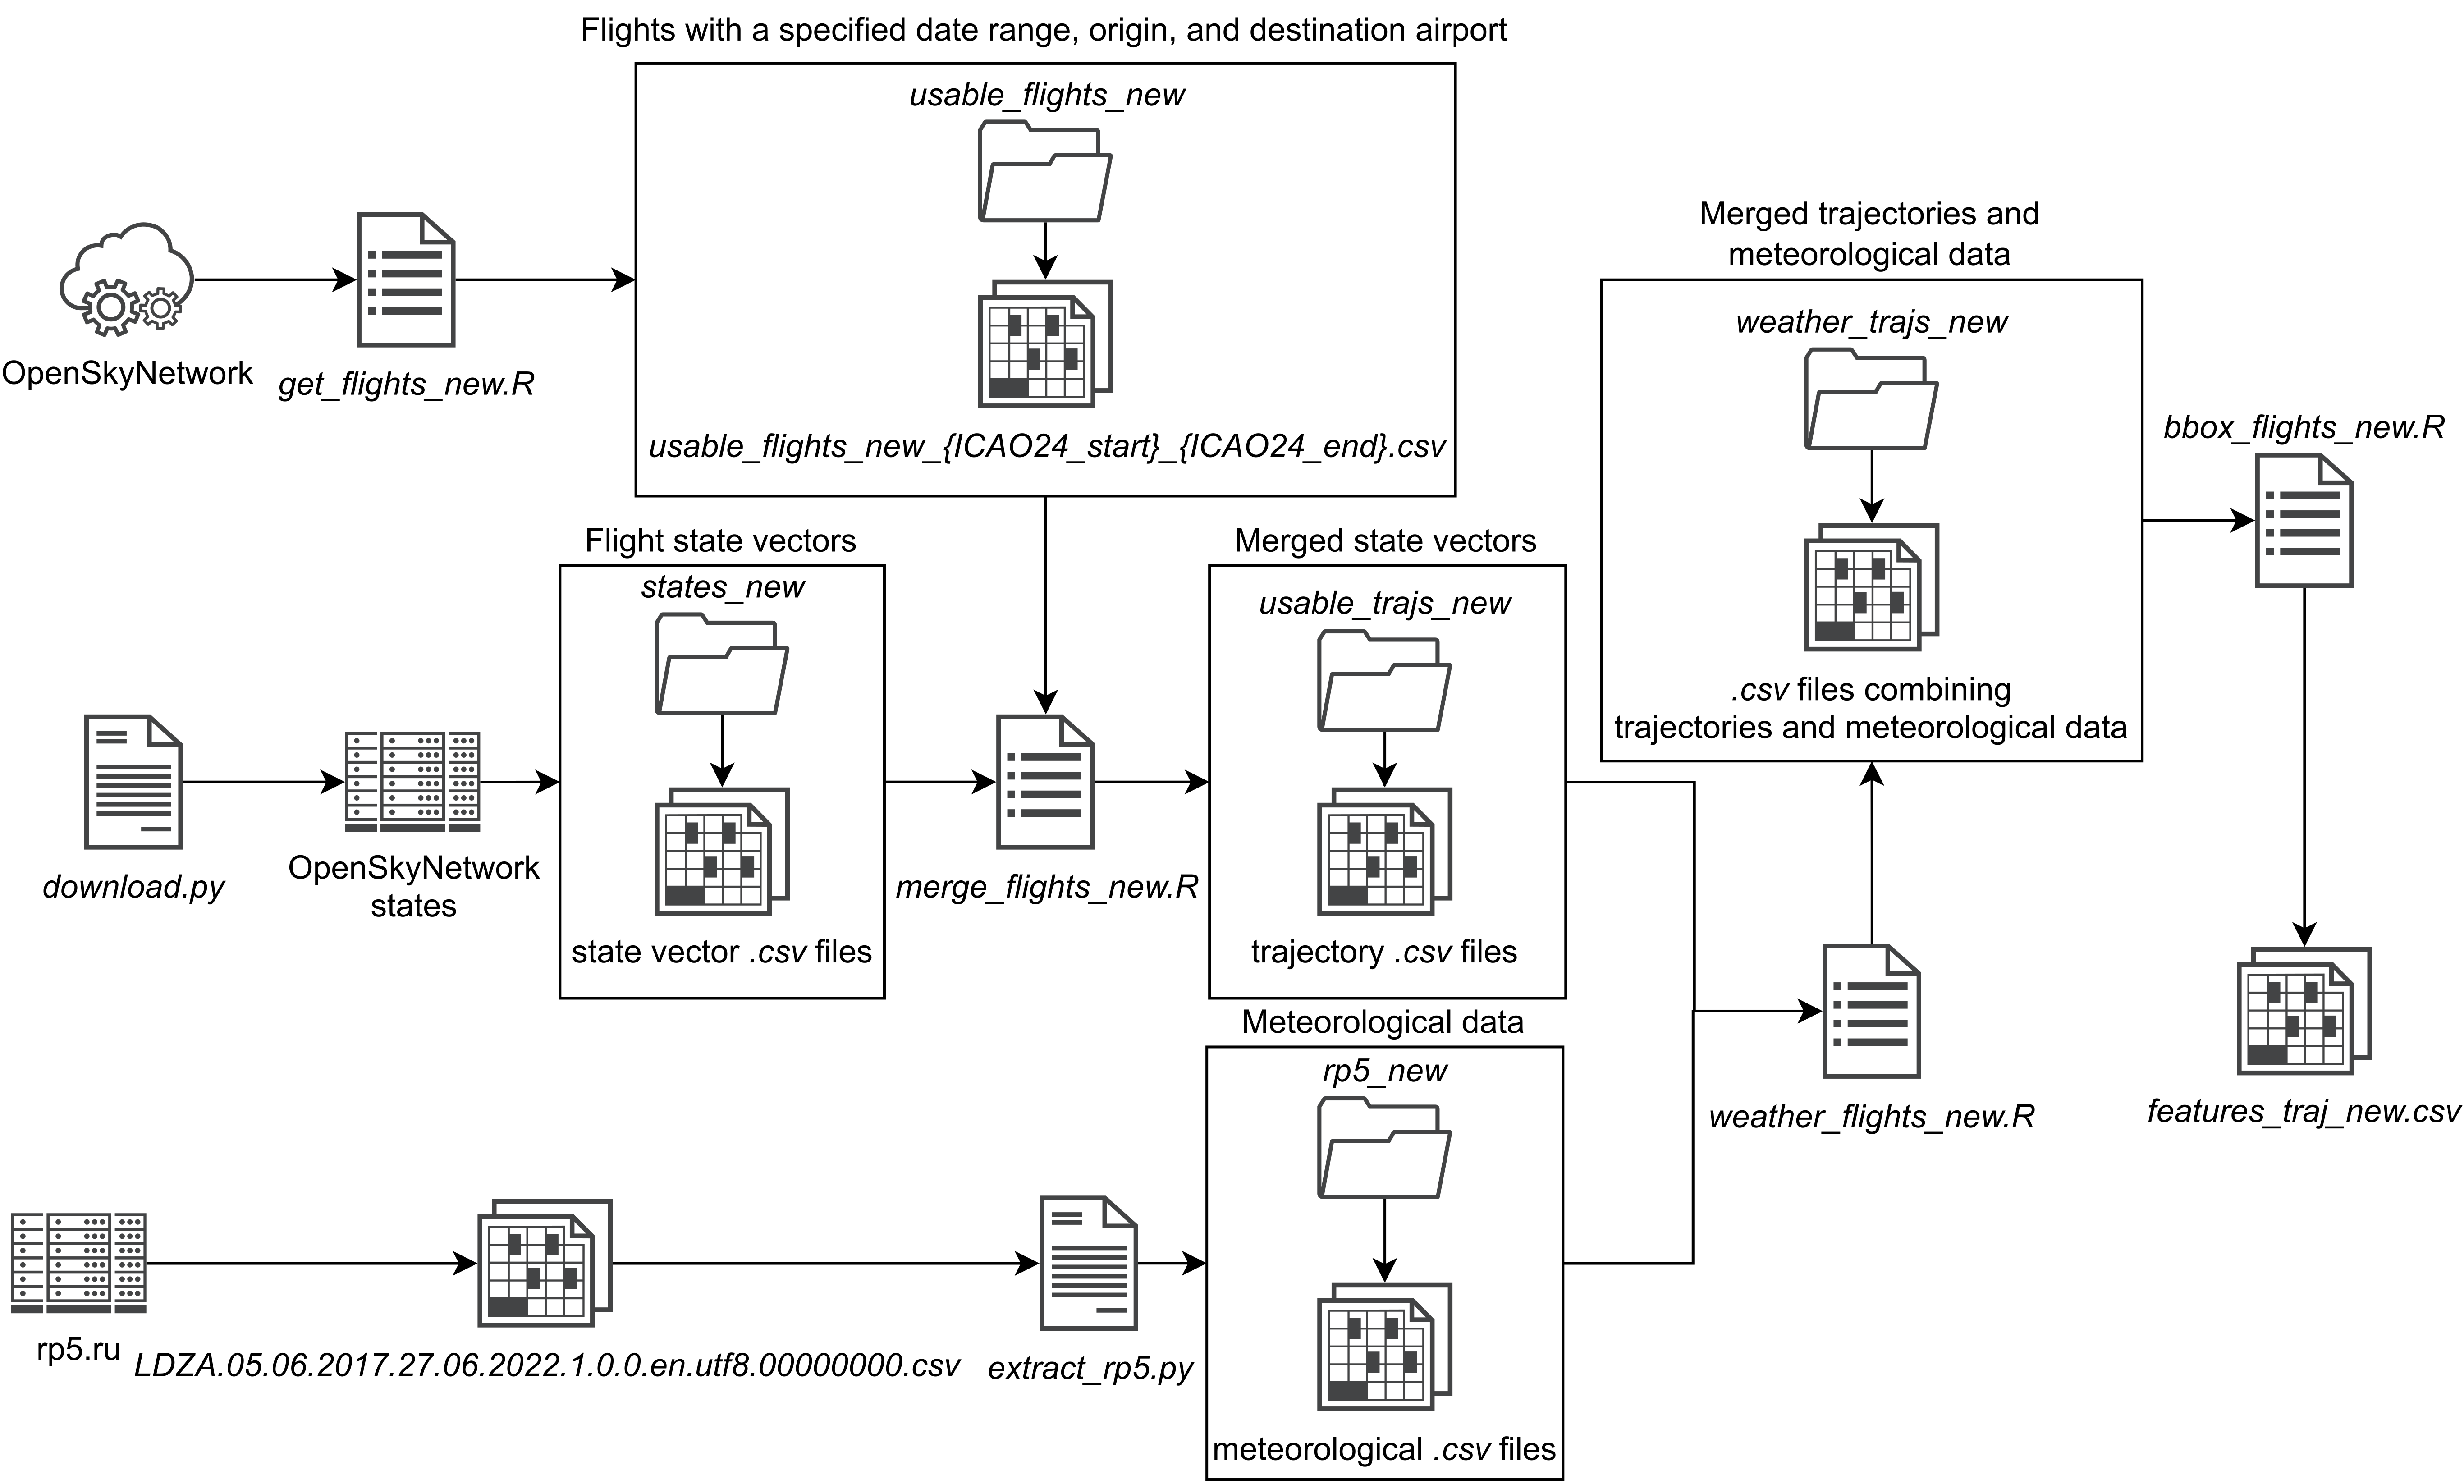 Flights with a specified date range, origin, and destination airport
usable_flights_new
usable_flights_new_{ICAO24_start}_{ICAO24_end}.csv
OpenSkyNetwork
get_flights_new.R
Merged trajectories and
meteorological data
weather_trajs_new
.csv files combining
trajectories and meteorological data
bbox_flights_new.R
Flight state vectors
states_new
state vector .csv files
Merged state vectors
usable_trajs_new
trajectory .csv files
download.py
OpenSkyNetwork
states
merge_flights_new.R
Meteorological data
rp5_new
meteorological .csv files
weather_flights_new.R
features_traj_new.csv
rp5.ru
LDZA.05.06.2017.27.06.2022.1.0.0.en.utf8.00000000.csv
extract_rp5.py